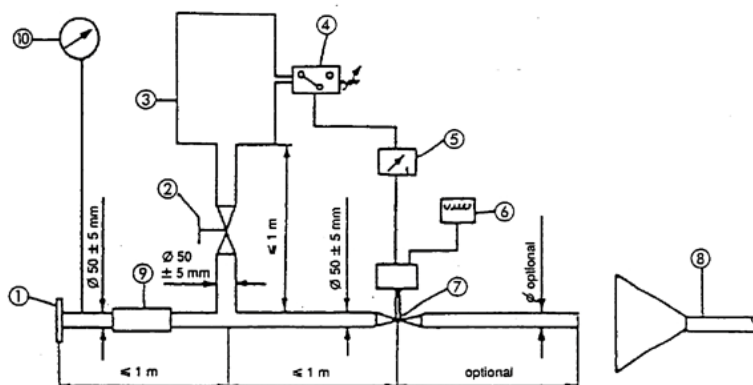 10
4
3
5
2
≤ 1 m
6
Ø 50 ± 5 mm
Ø 50
± 5 mm
Ø 50 ± 5 mm
Ø optional
9
7
8
1
≤ 1 m
≤ 1 m
optional